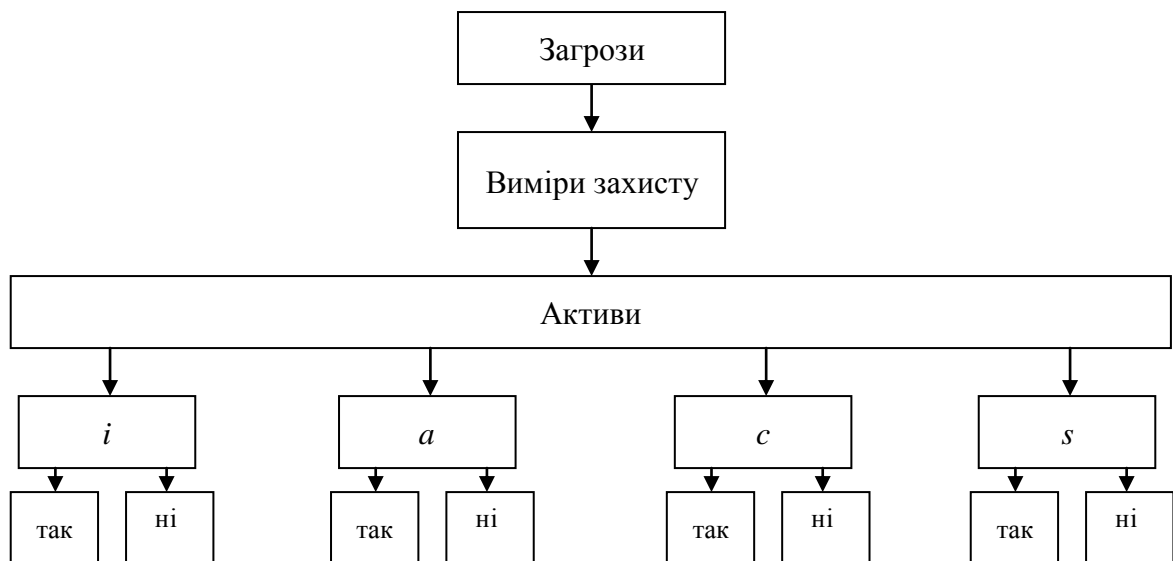 Загрози
Виміри захисту
Активи
i a c s
так ні так ні так ні так ні